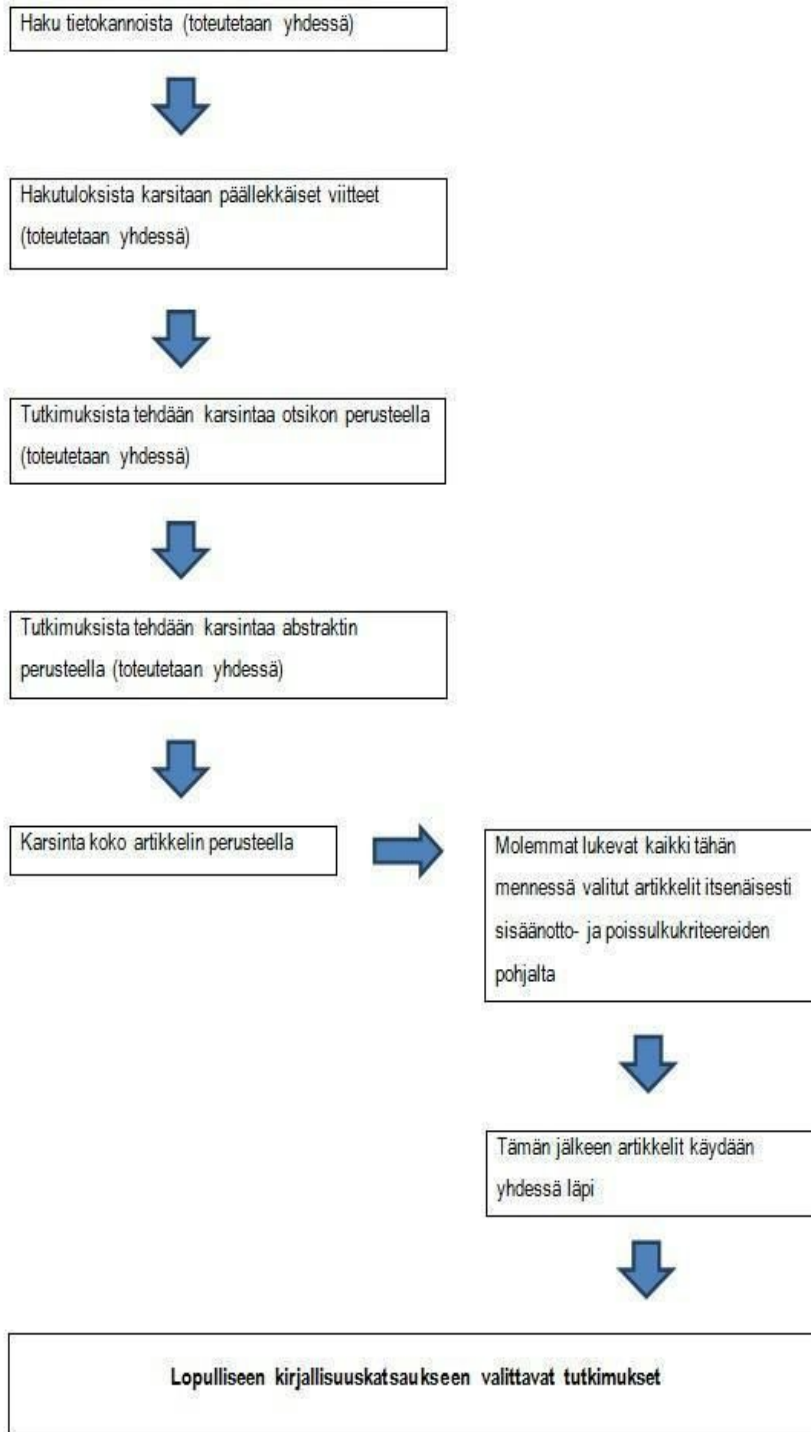 Haku tietokannoista (toteutetaan yhdessä)
Hakutuloksista karsitaan päällekkäiset viitteet
(toteutetaan yhdessä)
Tutkimuksista tehdään karsintaa otsikon perusteella
(toteutetaan yhdessä)
Tutkimuksista tehdään karsintaa abstraktin
perusteella (toteutetaan yhdessä)
Karsinta koko artikkelin perusteella
Molemmat lukevat kaikki tähän
mennessä valitut artikkelit itsenäisesti
sisäänotto- ja poissulkukriteereiden
pohjalta
Tämän jälkeen artikkelit käydään
yhdessä läpi
Lopulliseen kirjallisuuskatsaukseen valittavat tutkimukset